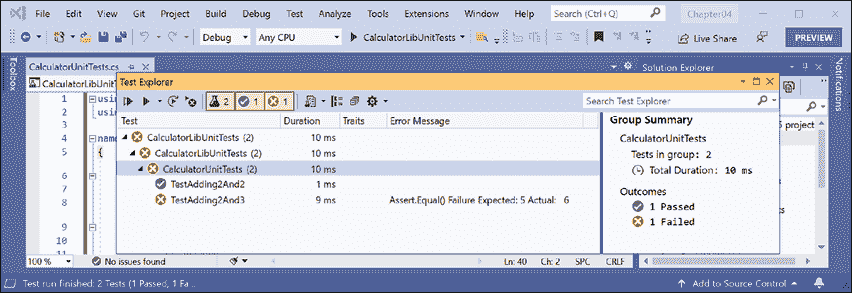 File Edit View Git Project Build Debug Test Analyze Tools Extensions Window Help Search (Ctrl+Q) Chapter04
Debug Any CPU CalculatorLibUnitTests Live Share PREVIEW
Toolbox
CalculatorUnitTests.cs
Solution Explorer
Notifications
CalculatorLibU
Test Explorer
1 usin
2 usin
3
4 name
5 {
6
7
8
9
10
11
2 1 1
Search Test Explorer
Test Duration Traits Error Message
CalculatorLibUnitTests (2) 10 ms
CalculatorLibUnitTests (2) 10 ms
CalculatorUnitTests (2) 10 ms
TestAdding2And2 1 ms
TestAdding2And3 9 ms Assert.Equal() Failure Expected: 5 Actual: 6
Group Summary
CalculatorUnitTests
Tests in group: 2
Total Duration: 10 ms
Outcomes
1 Passed
1 Failed
5 project
100 % No issues found Ln: 40 Ch: 2 SPC CRLF
Test run finished: 2 Tests (1 Passed, 1 Fa... Add to Source Control